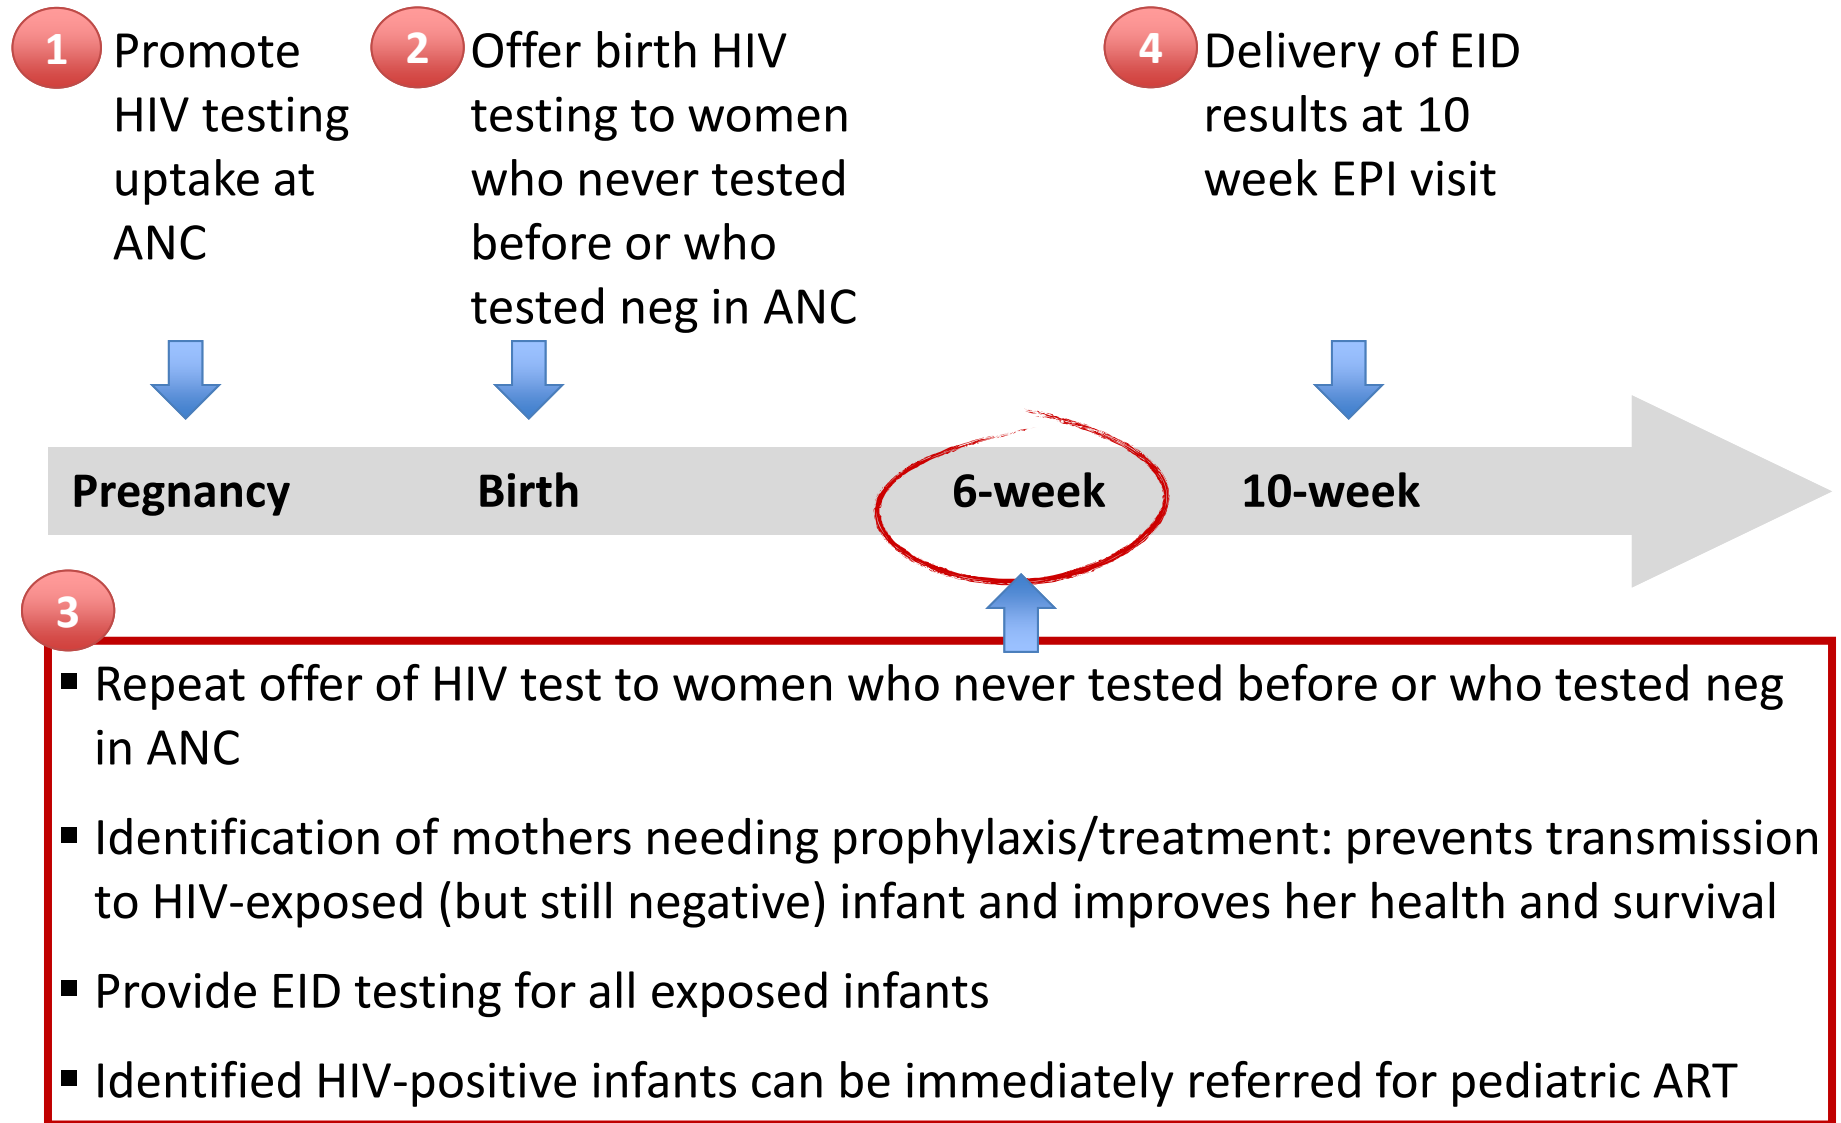 1
Promote
HIV testing
uptake at
ANC
2
Offer birth HIV
testing to women
who never tested
before or who
tested neg in ANC
4
Delivery of EID
results at 10
week EPI visit
Pregnancy
Birth
6-week
10-week
3
▪ Repeat offer of HIV test to women who never tested before or who tested neg
in ANC
▪ Identification of mothers needing prophylaxis/treatment: prevents transmission
to HIV-exposed (but still negative) infant and improves her health and survival
▪ Provide EID testing for all exposed infants
▪ Identified HIV-positive infants can be immediately referred for pediatric ART